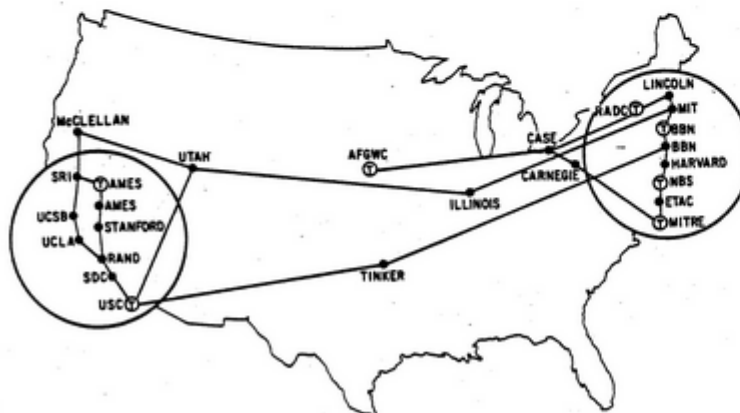 LINCOLN
RADC T
MIT
T BBN
BBN
HARVARD
T NBS
ETAC
T MITRE
McCLELLAN
UTAH
AFGWC
T
CASE
CARNEGIE
ILLINOIS
SRI
T AMES
AMES
UCSB
STANFORD
UCLA
RAND
SDC
USC T
TINKER